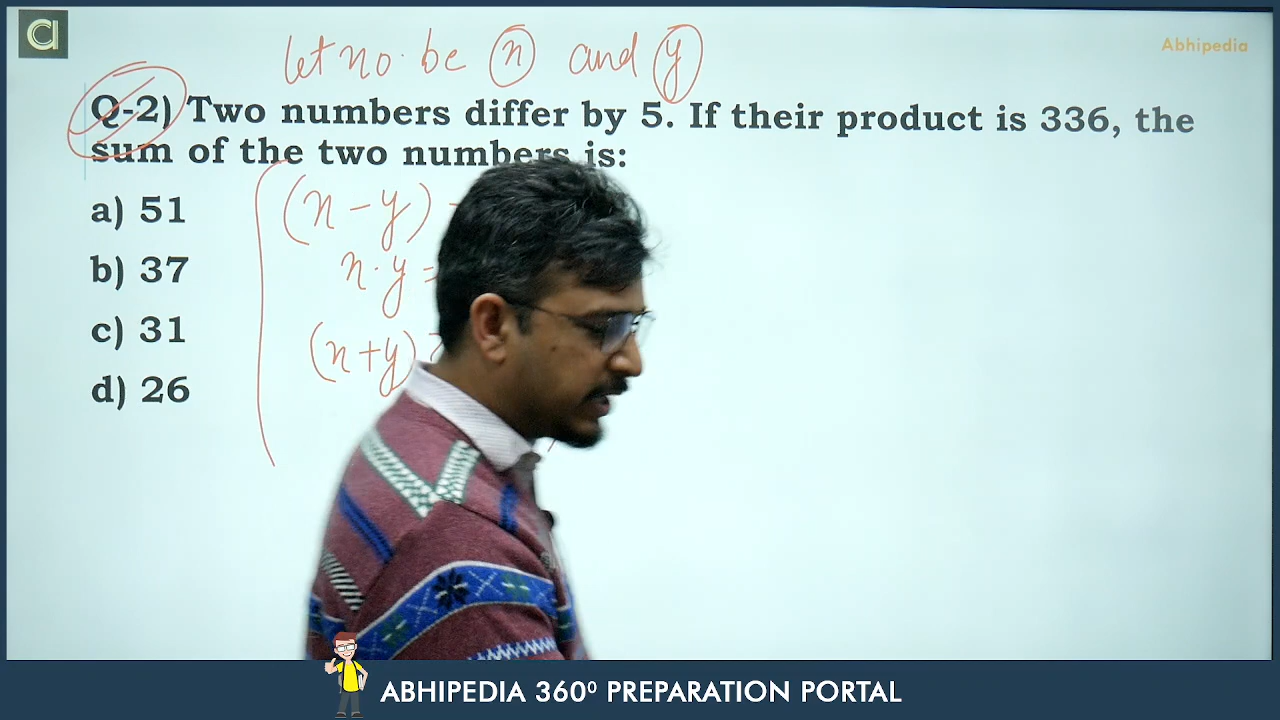 Abhipedia
let no. be x and y
Q-2) Two numbers differ by 5. If their product is 336, the
sum of the two numbers is:
a) 51
b) 37
c) 31
d) 26
(x-y)
x.y =
(x+y)
ABHIPEDIA 360⁰ PREPARATION PORTAL